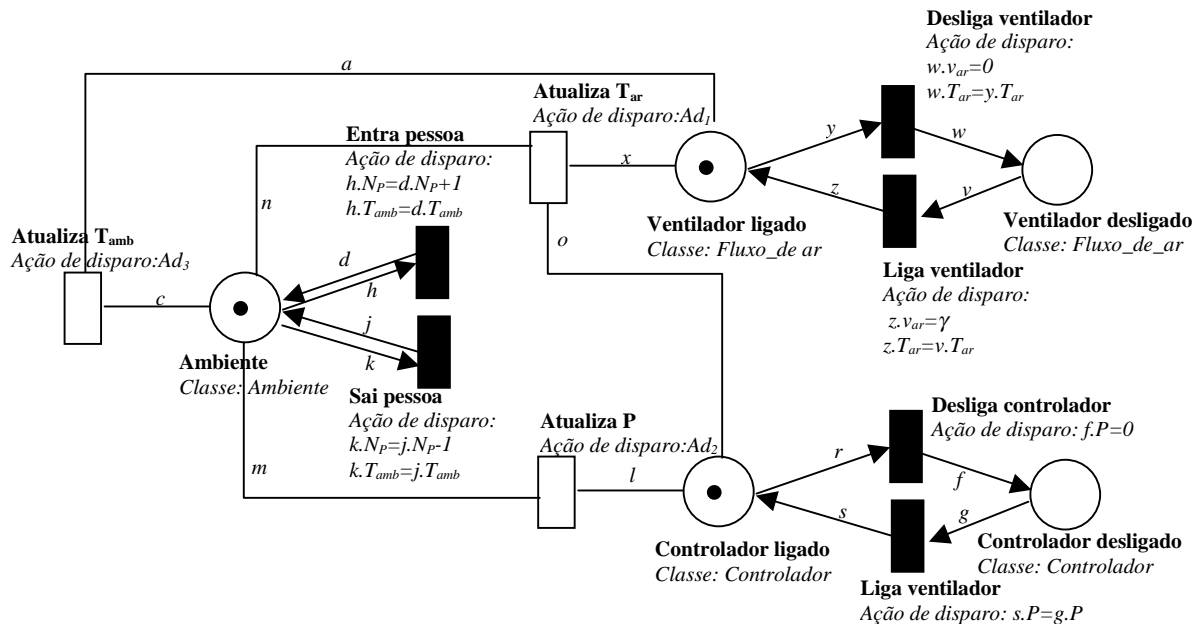 Desliga ventilador
Ação de disparo:
w.v_ar=0
w.T_ar=y.T_ar
a
Atualiza T_ar
Ação de disparo:Ad_1
Entra pessoa
Ação de disparo:
h.N_P=d.N_P+1
h.T_amb=d.T_amb
y
w
x
z
v
n
Ventilador ligado
Classe: Fluxo_de ar
Ventilador desligado
Classe: Fluxo_de_ar
Atualiza T_amb
Ação de disparo:Ad_3
o
d
h
c
j
k
Liga ventilador
Ação de disparo:
z.v_ar=γ
z.T_ar=v.T_ar
Ambiente
Classe: Ambiente
Sai pessoa
Ação de disparo:
k.N_P=j.N_P-1
k.T_amb=j.T_amb
Atualiza P
Ação de disparo:Ad_2
Desliga controlador
Ação de disparo: f.P=0
m
l
r
f
s
g
Controlador ligado
Classe: Controlador
Controlador desligado
Classe: Controlador
Liga ventilador
Ação de disparo: s.P=g.P